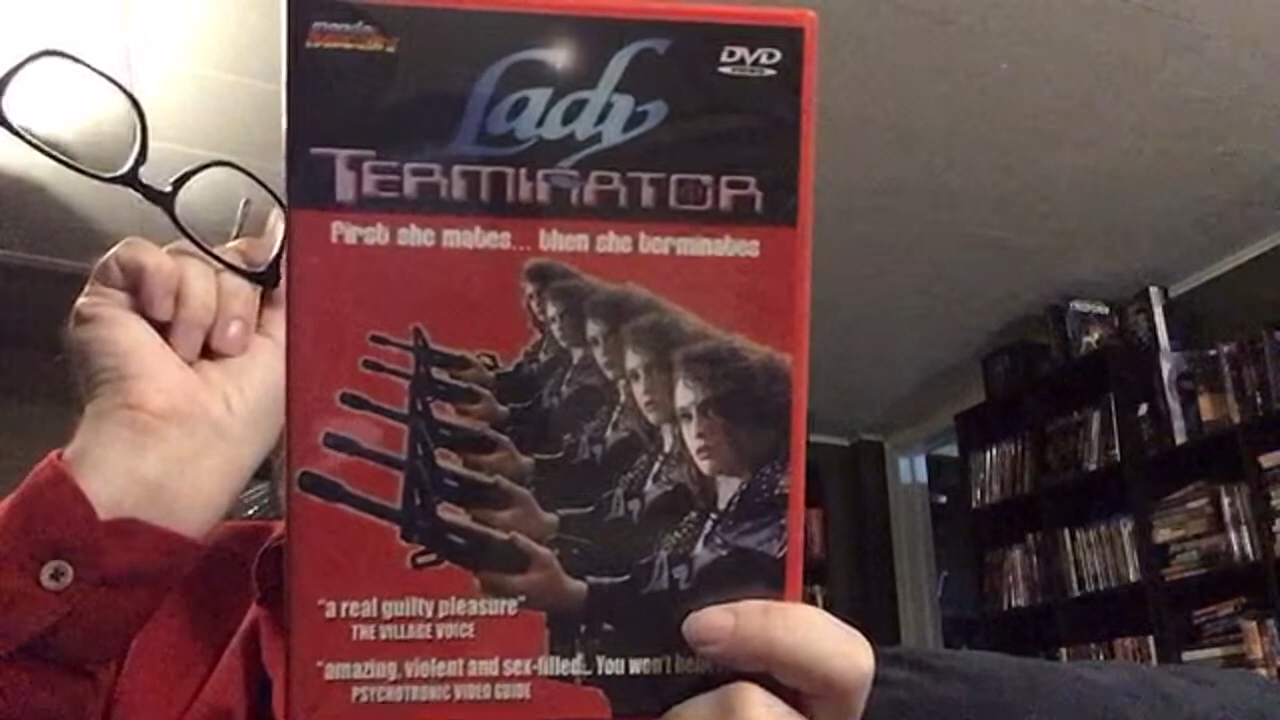 DVD
Lady
TERMINATOR
First she mates... then she terminates
"a real guilty pleasure"
THE VILLAGE VOICE
"amazing, violent and sex-filled... You won't
PSYCHOTRONIC VIDEO GUIDE